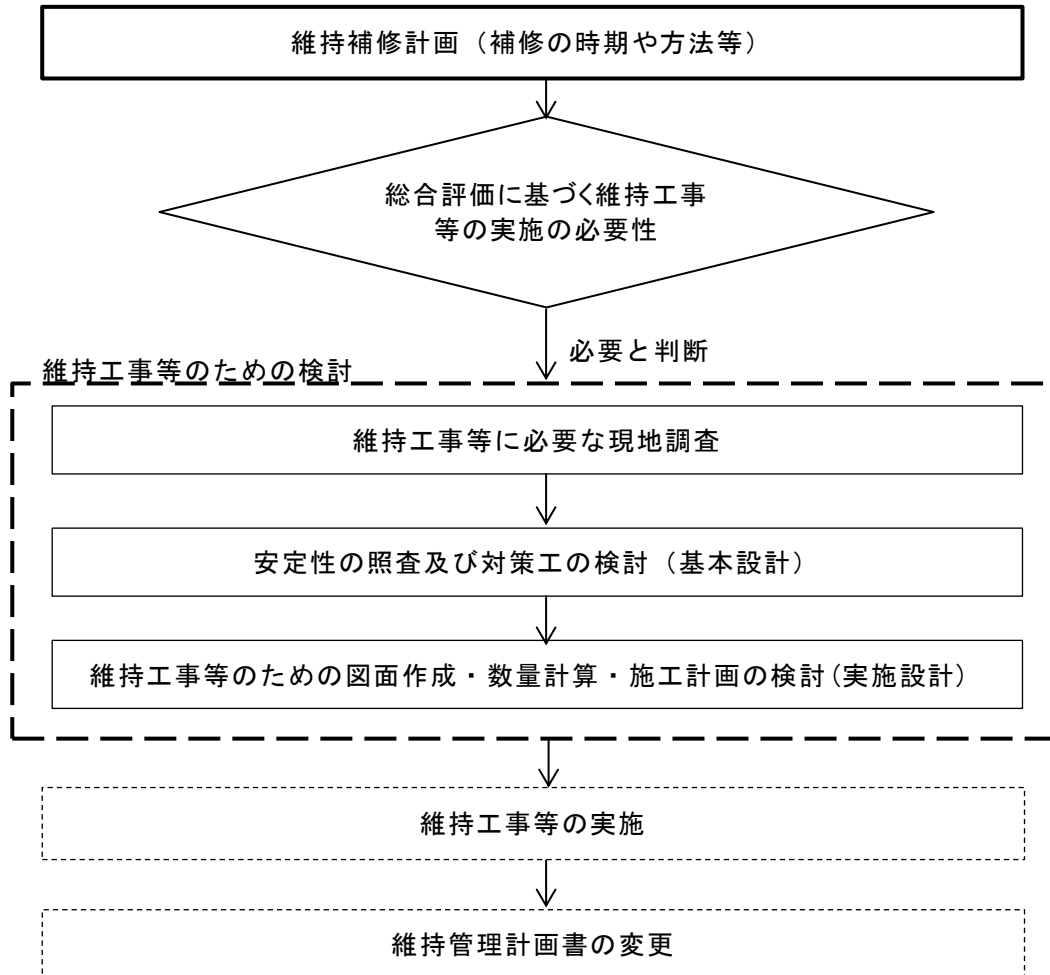 維持補修計画（補修の時期や方法等）
総合評価に基づく維持工事
等の実施の必要性
必要と判断
維持工事等のための検討
維持工事等に必要な現地調査
安定性の照査及び対策工の検討（基本設計）
維持工事等のための図面作成・数量計算・施工計画の検討(実施設計)
維持工事等の実施
維持管理計画書の変更